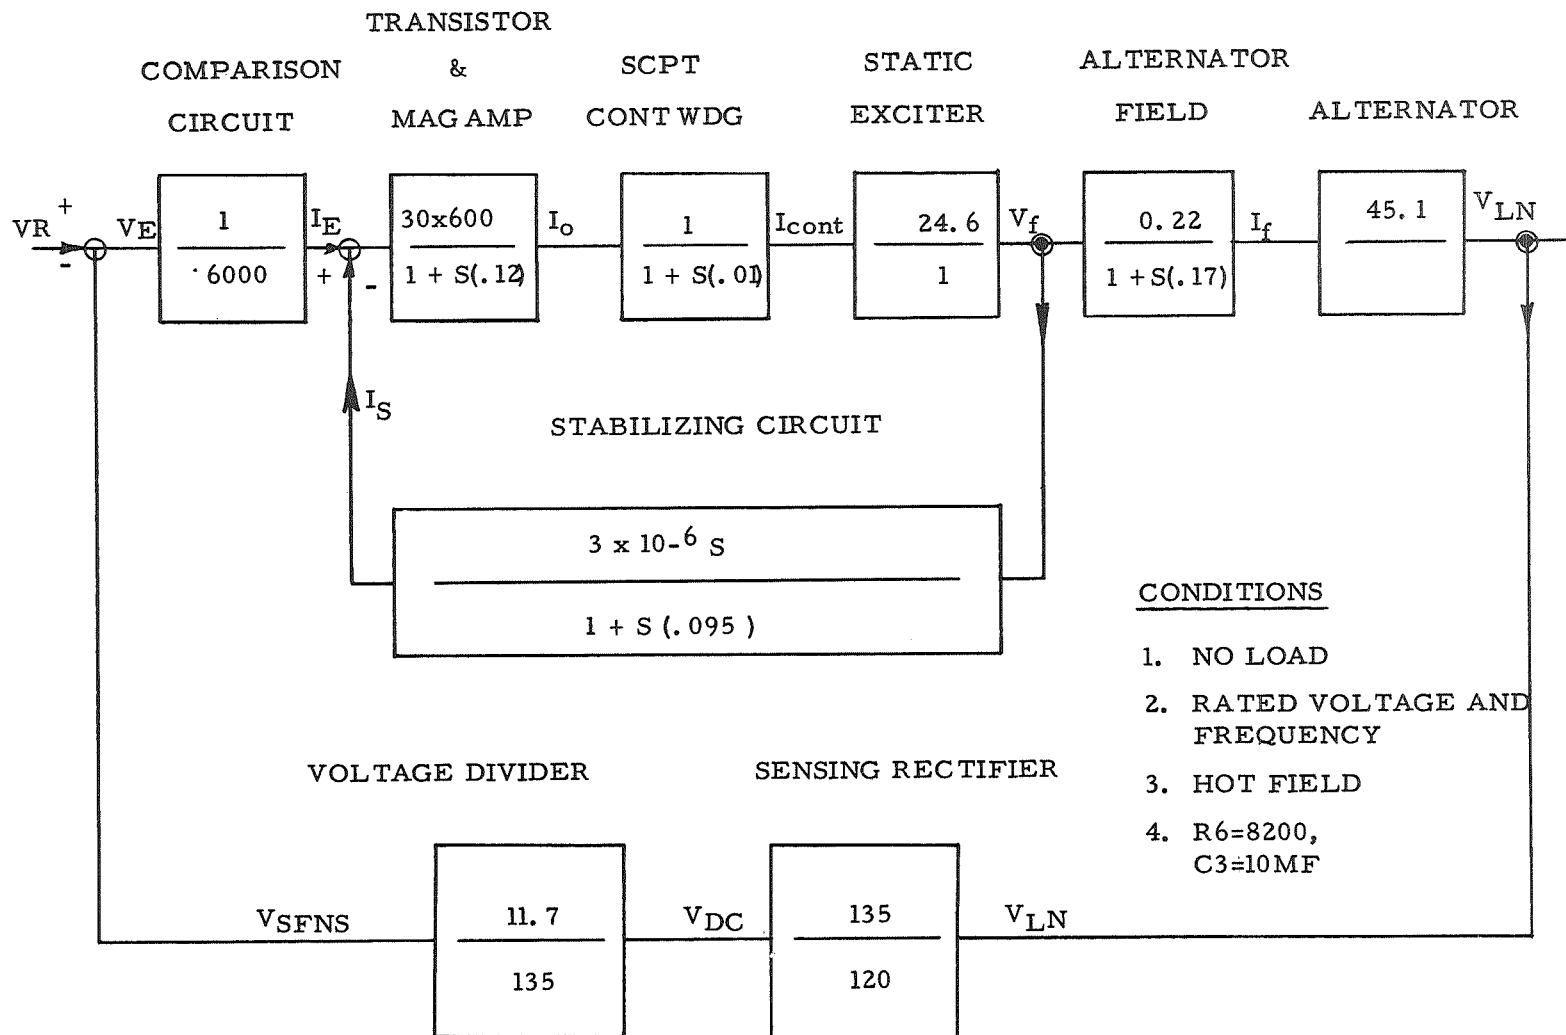 TRANSISTOR
&
MAG AMP
COMPARISON
CIRCUIT
SCPT
CONT WDG
STATIC
EXCITER
ALTERNATOR
FIELD
ALTERNATOR
VR
+
-
VE
1
.6000
IE
+
-
30x600
1 + S(.12)
Io
1
1 + S(.01)
Icont
24.6
1
Vf
0.22
1 + S(.17)
If
45.1
VLN
IS
STABILIZING CIRCUIT
3 x 10-6 S
1 + S (.095)
CONDITIONS
1. NO LOAD
2. RATED VOLTAGE AND
FREQUENCY
3. HOT FIELD
4. R6=8200,
C3=10MF
VOLTAGE DIVIDER
SENSING RECTIFIER
VSFNS
11.7
135
VDC
135
120
VLN